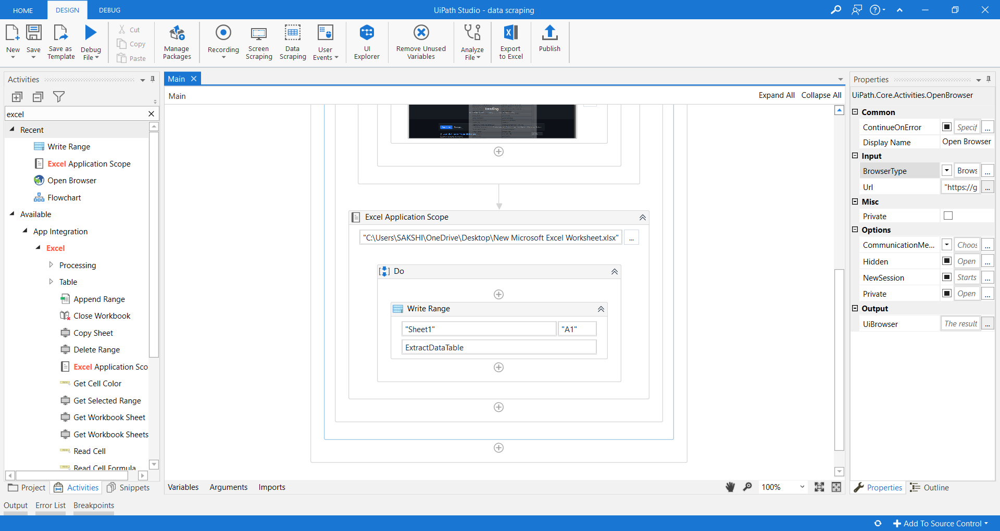 HOME
DESIGN
DEBUG
UiPath Studio - data scraping
New
Save
Save as
Template
Debug
File
Cut
Copy
Paste
Manage
Packages
Recording
Screen
Scraping
Data
Scraping
User
Events
UI
Explorer
Remove Unused
Variables
Analyze
File
Export
to Excel
Publish
Activities
excel
Recent
Write Range
Excel Application Scope
Open Browser
Flowchart
Available
App Integration
Excel
Processing
Table
Append Range
Close Workbook
Copy Sheet
Delete Range
Excel Application Sco
Get Cell Color
Get Selected Range
Get Workbook Sheet
Get Workbook Sheets
Read Cell
Read Cell Formula
Project
Activities
Snippets
Main
Main
Expand All
Collapse All
Trending
Excel Application Scope
"C:\Users\SAKSHI\OneDrive\Desktop\New Microsoft Excel Worksheet.xlsx"
...
Do
Write Range
"Sheet1"
"A1"
ExtractDataTable
Variables
Arguments
Imports
100%
Properties
UiPath.Core.Activities.OpenBrowser
Common
ContinueOnError
Specif
...
Display Name
Open Browser
Input
BrowserType
Brows
...
Url
"https://g
...
Misc
Private
Options
CommunicationMe...
Choos
...
Hidden
Open
...
NewSession
Starts
...
Private
Open
...
Output
UiBrowser
The result
...
Properties
Outline
Output
Error List
Breakpoints
Add To Source Control